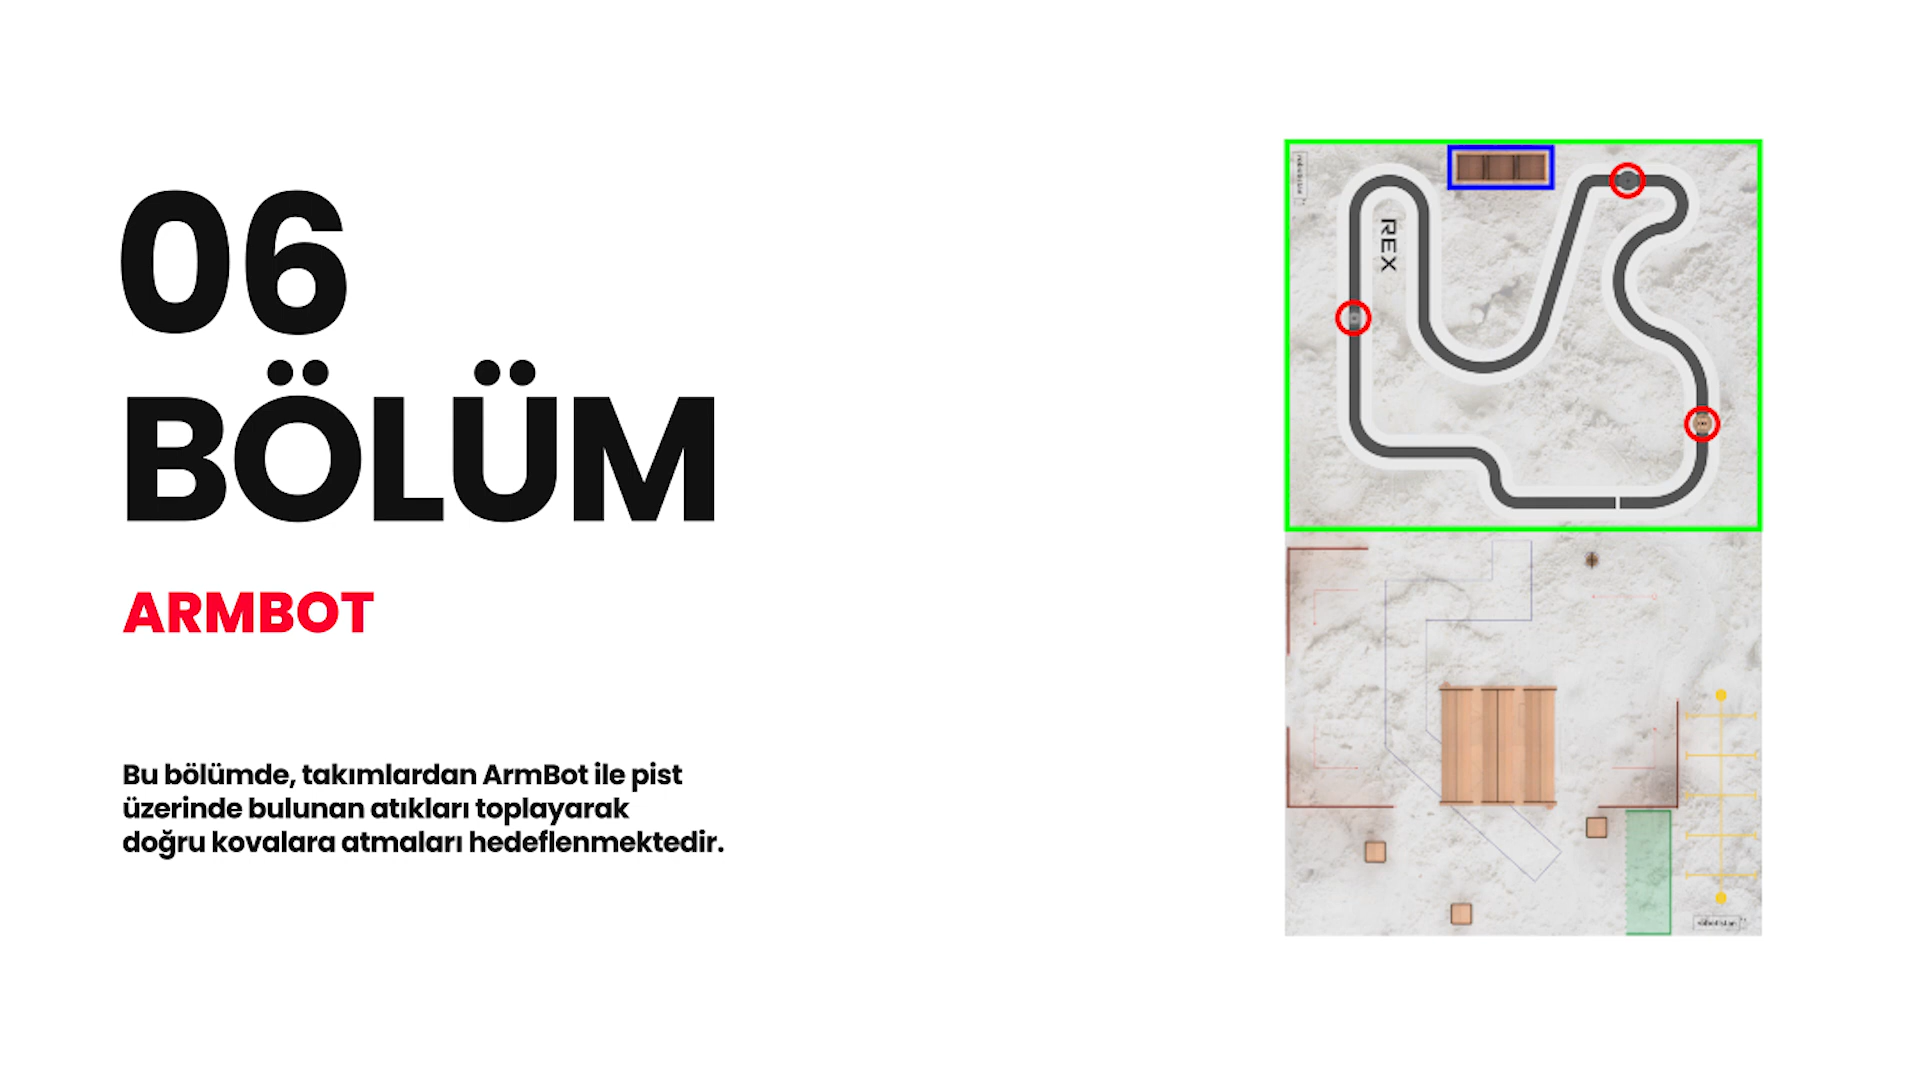 06
BÖLÜM
ARMBOT
Bu bölümde, takımlardan ArmBot ile pist
üzerinde bulunan atıkları toplayarak
doğru kovalara atmaları hedeflenmektedir.
REX